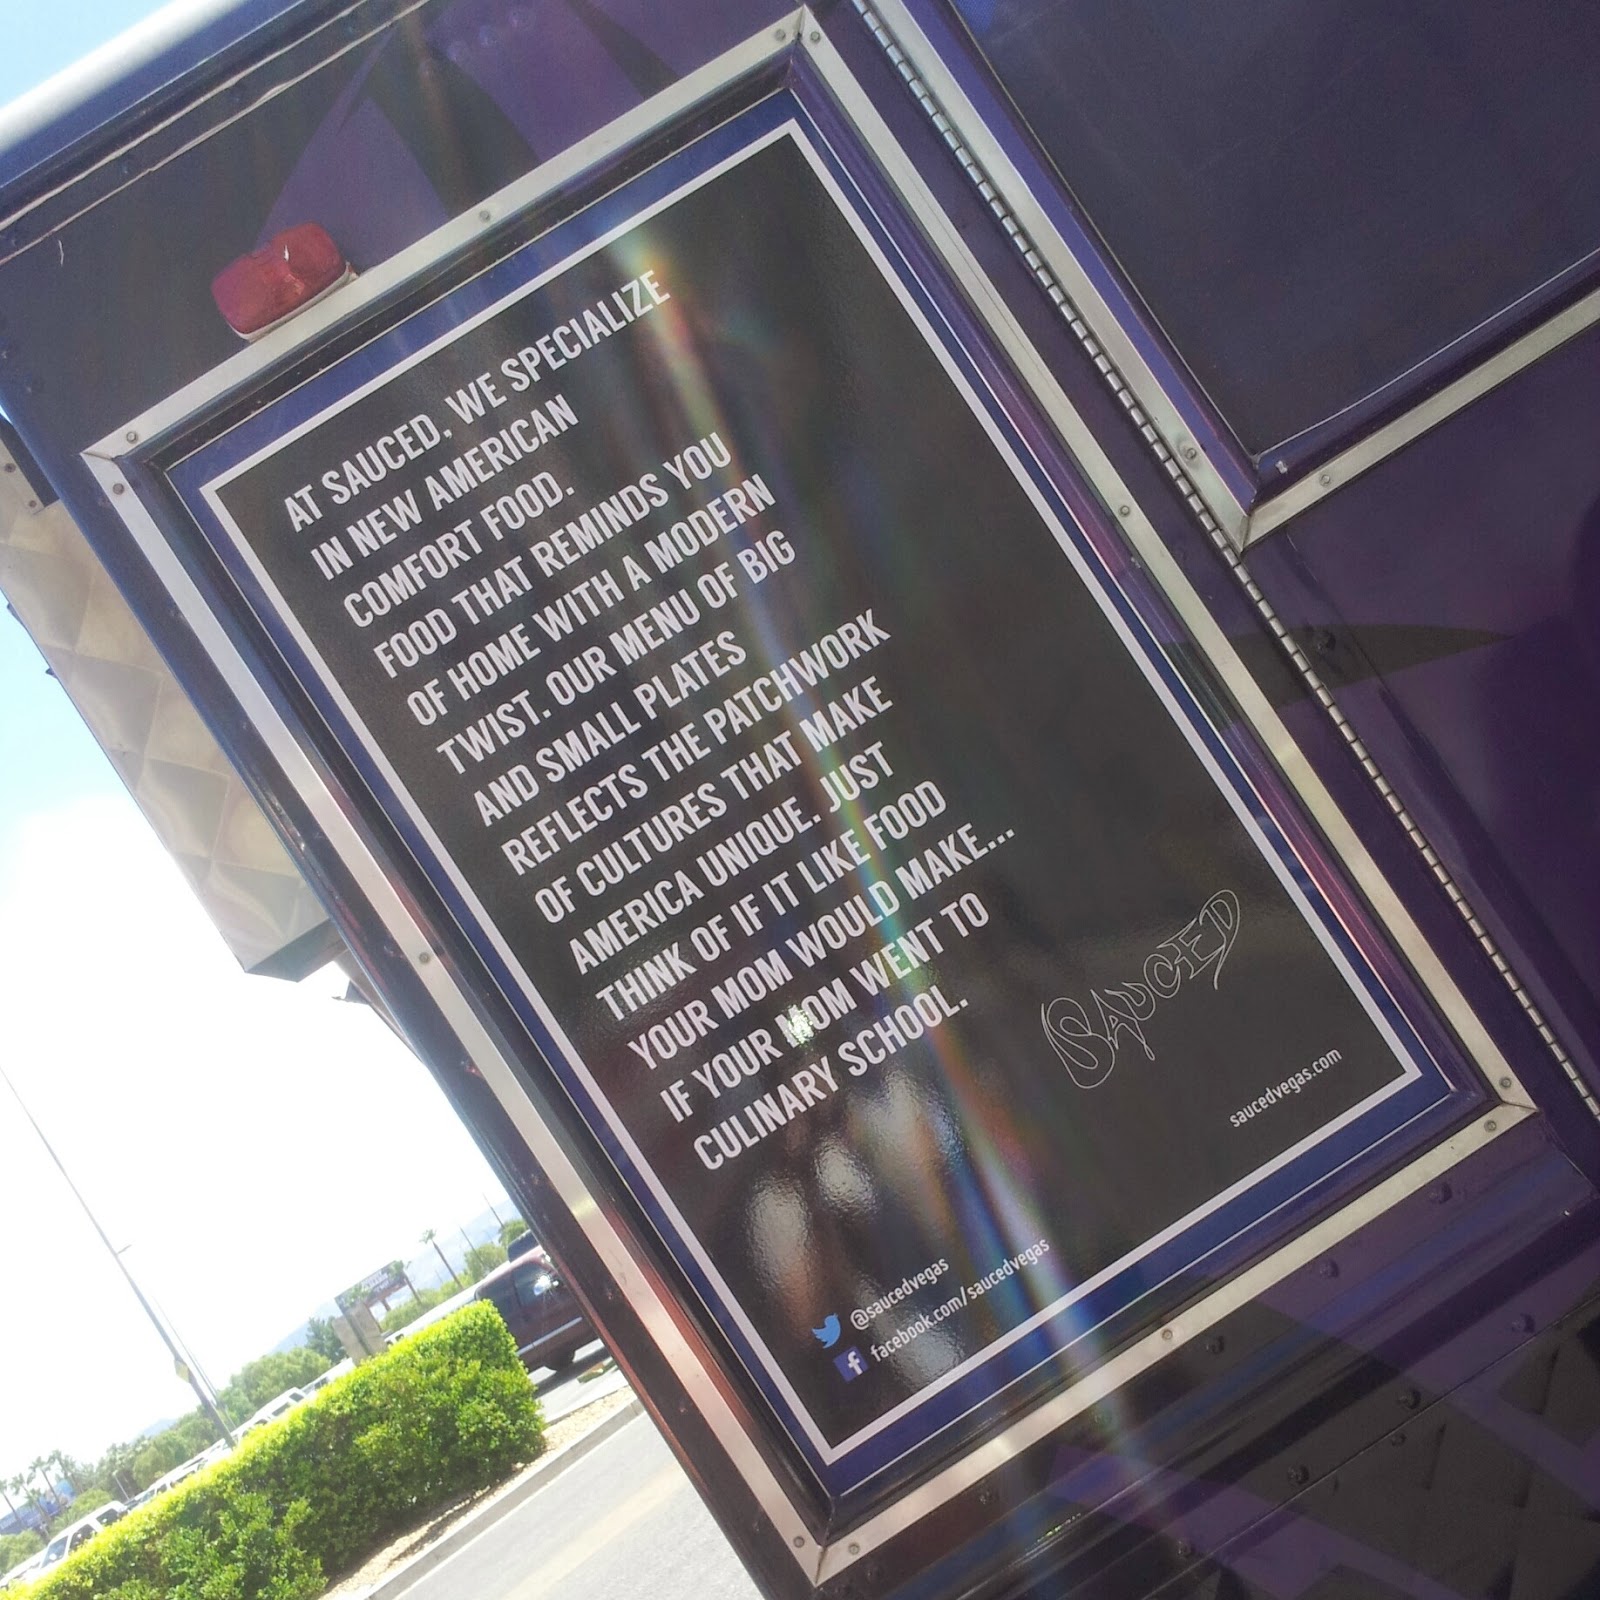 AT SAUCED, WE SPECIALIZE
IN NEW AMERICAN
COMFORT FOOD.
FOOD THAT REMINDS YOU
OF HOME WITH A MODERN
TWIST. OUR MENU OF BIG
AND SMALL PLATES
REFLECTS THE PATCHWORK
OF CULTURES THAT MAKE
AMERICA UNIQUE. JUST
THINK OF IF IT LIKE FOOD
YOUR MOM WOULD MAKE...
IF YOUR MOM WENT TO
CULINARY SCHOOL.
SAUCED
saucedvegas.com
@saucedvegas
facebook.com/saucedvegas